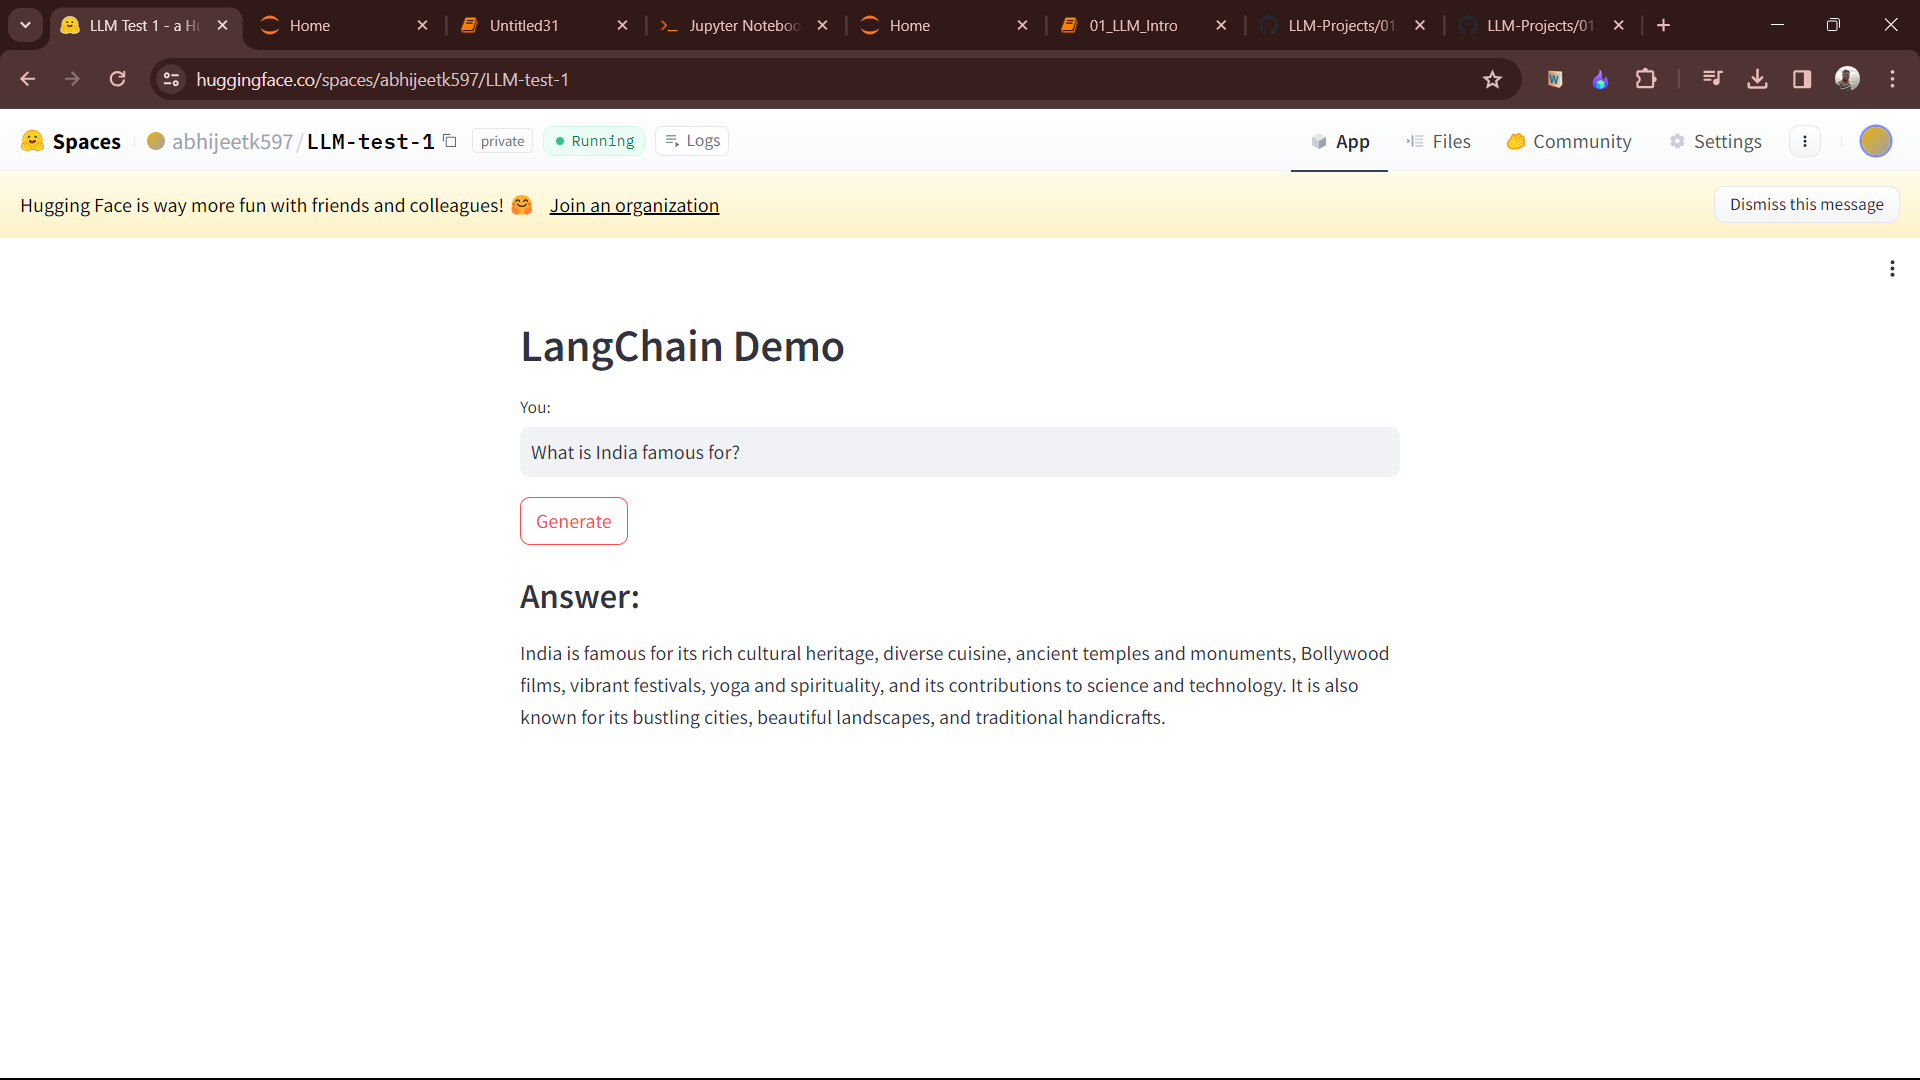 LLM Test 1 - a Hu
Home
Untitled31
Jupyter Noteboo
Home
01_LLM_Intro
LLM-Projects/01
LLM-Projects/01
huggingface.co/spaces/abhijeetk597/LLM-test-1
Spaces abhijeetk597/LLM-test-1 private Running Logs App Files Community Settings
Hugging Face is way more fun with friends and colleagues! 🤗 Join an organization Dismiss this message
LangChain Demo
You:
What is India famous for?
Generate
Answer:
India is famous for its rich cultural heritage, diverse cuisine, ancient temples and monuments, Bollywood
films, vibrant festivals, yoga and spirituality, and its contributions to science and technology. It is also
known for its bustling cities, beautiful landscapes, and traditional handicrafts.